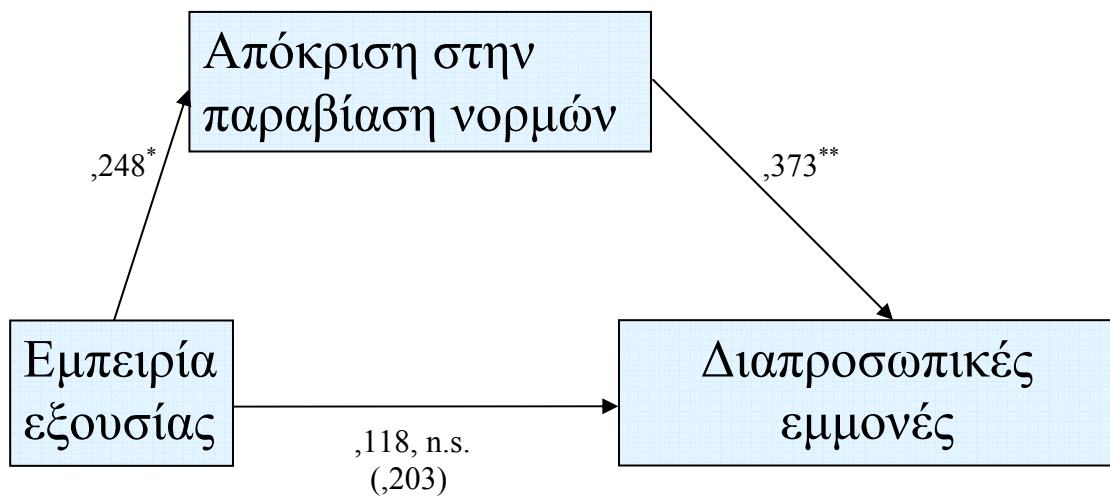 Απόκριση στην
παραβίαση νορμών
,248*
,373**
Εμπειρία
εξουσίας
Διαπροσωπικές
εμμονές
,118, n.s.
(,203)